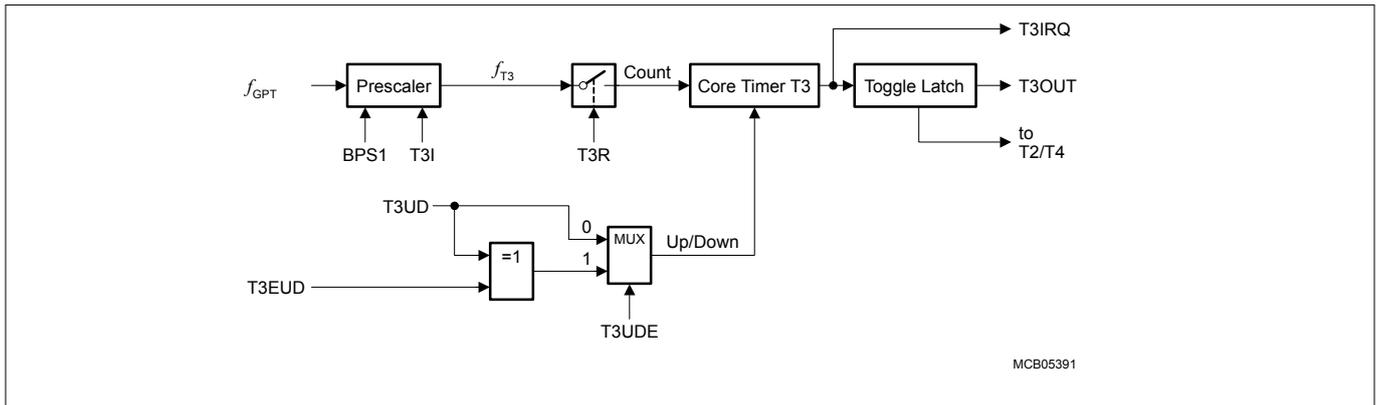 T3IRQ
fGPT
Prescaler
fT3
Count
Core Timer T3
Toggle Latch
T3OUT
BPS1
T3I
T3R
to
T2/T4
T3UD
0
MUX
Up/Down
=1
1
T3EUD
T3UDE
MCB05391